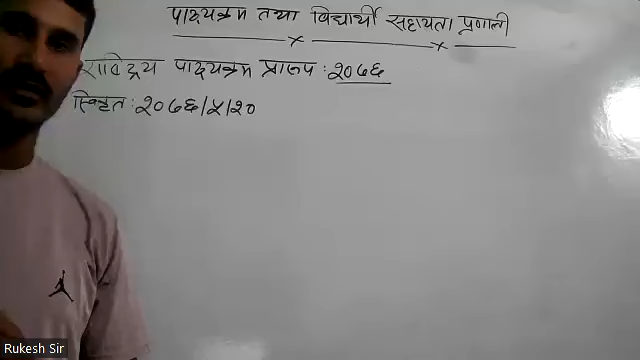 पाठ्यक्रम तथा विद्यार्थी सहायता प्रणाली
राष्ट्रिय पाठ्यक्रम प्रारूप : २०७६
स्विकृत : २०७६/५/२०
Rukesh Sir